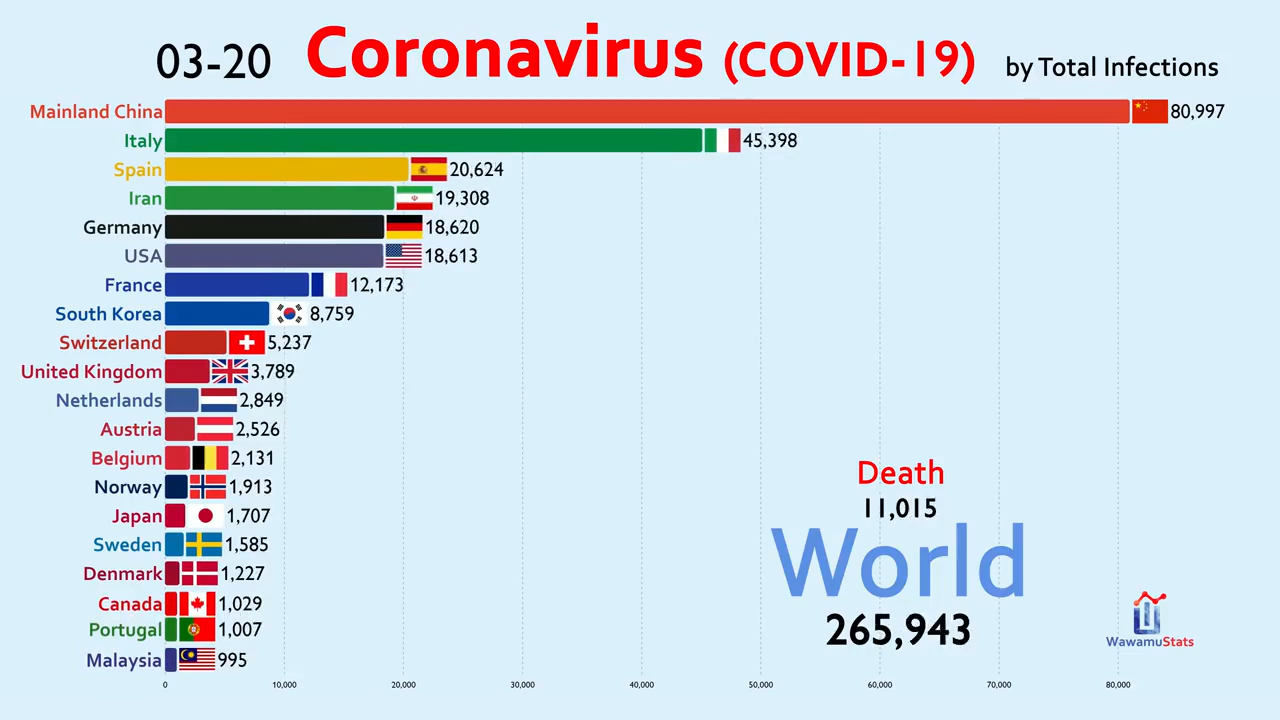 03-20 Coronavirus (COVID-19) by Total Infections
Mainland China 80,997
Italy 45,398
Spain 20,624
Iran 19,308
Germany 18,620
USA 18,613
France 12,173
South Korea 8,759
Switzerland 5,237
United Kingdom 3,789
Netherlands 2,849
Austria 2,526
Belgium 2,131
Norway 1,913
Japan 1,707
Sweden 1,585
Denmark 1,227
Canada 1,029
Portugal 1,007
Malaysia 995
Death
11,015
World
265,943
WawamuStats
0 10,000 20,000 30,000 40,000 50,000 60,000 70,000 80,000